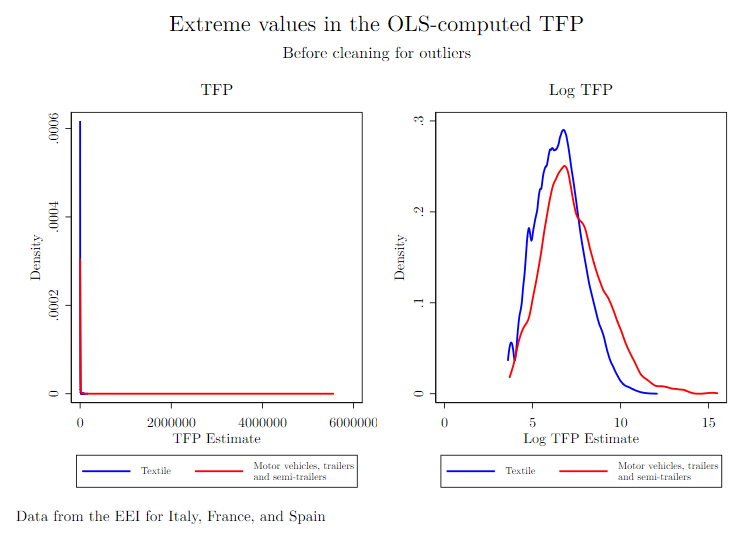 Extreme values in the OLS-computed TFP
Before cleaning for outliers
TFP
Density
.0006
.0004
.0002
0
0 2000000 4000000 6000000
TFP Estimate
Textile
Motor vehicles, trailers
and semi-trailers
Log TFP
Density
.3
.2
.1
0
0 5 10 15
Log TFP Estimate
Textile
Motor vehicles, trailers
and semi-trailers
Data from the EEI for Italy, France, and Spain